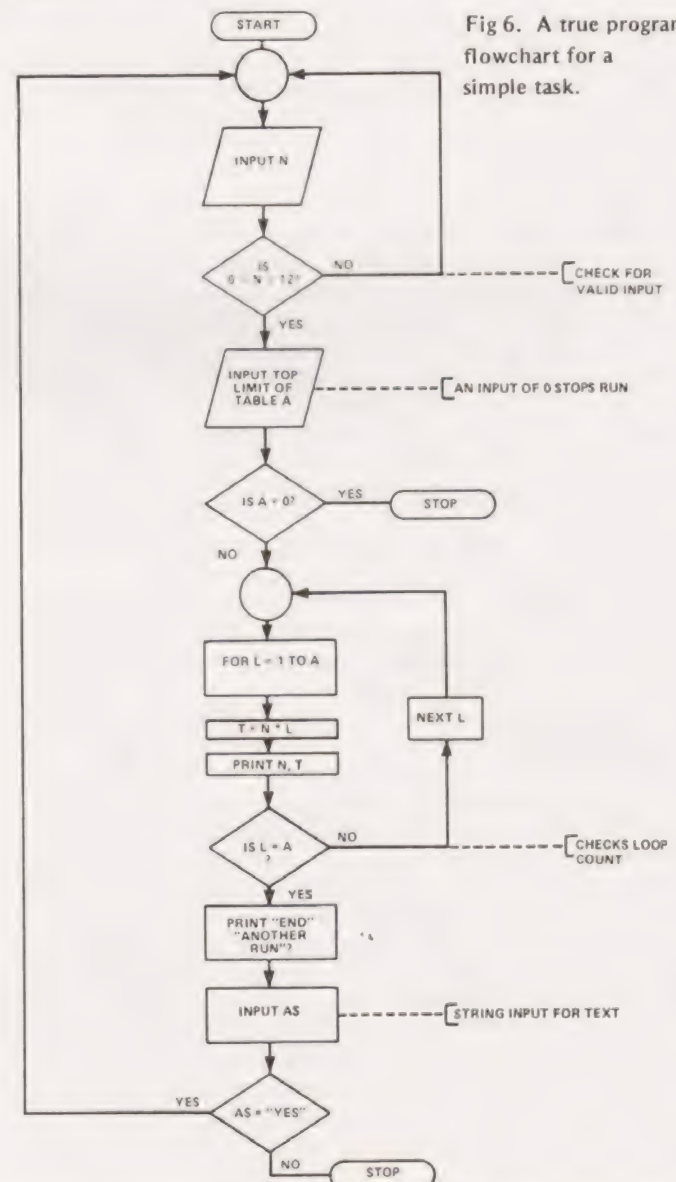 START
Fig 6. A true program
flowchart for a
simple task.
INPUT N
IS
N 12?
NO
CHECK FOR
VALID INPUT
YES
INPUT TOP
LIMIT OF
TABLE A
AN INPUT OF 0 STOPS RUN
IS A = 0?
YES
STOP
NO
FOR L = 1 TO A
T = N * L
NEXT L
PRINT N, T
IS L = A
?
NO
CHECKS LOOP
COUNT
YES
PRINT "END"
"ANOTHER
RUN"?
INPUT AS
STRING INPUT FOR TEXT
YES
AS = "YES"
NO
STOP